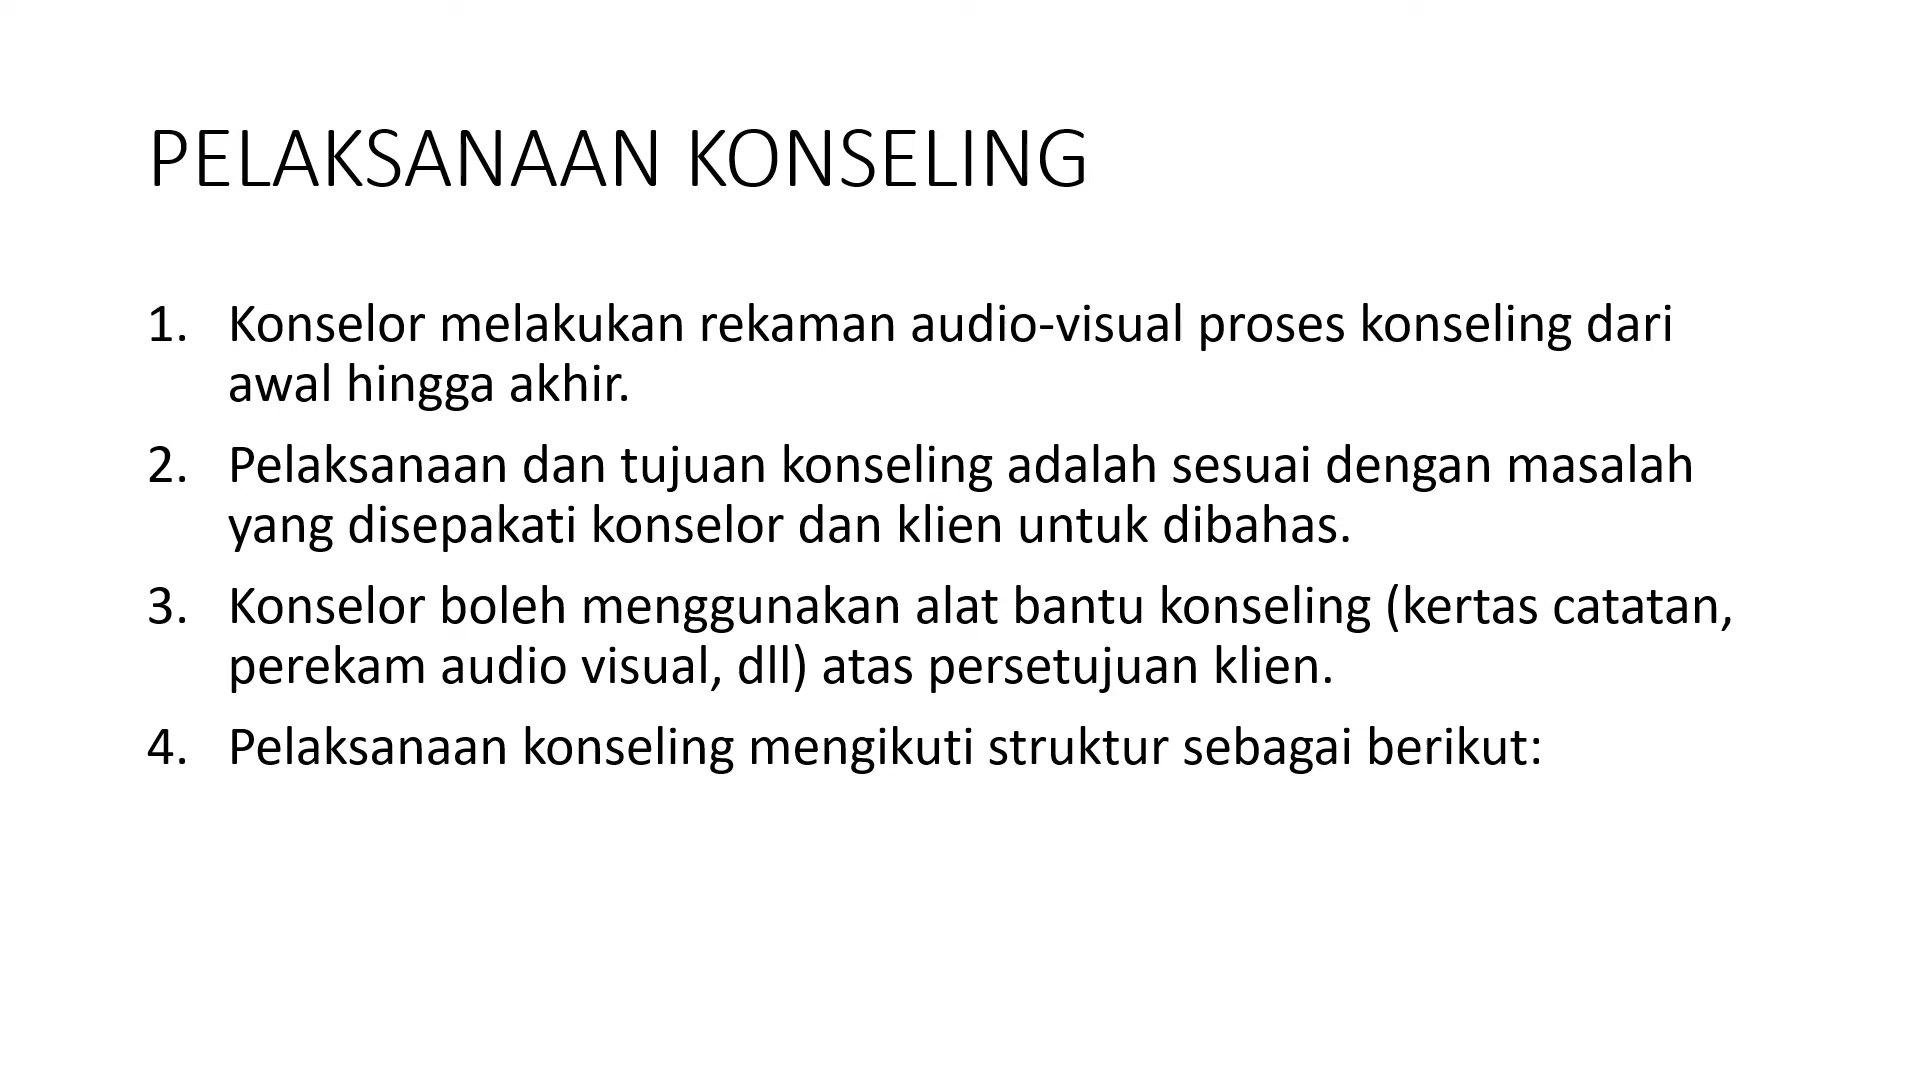 PELAKSANAAN KONSELING
1. Konselor melakukan rekaman audio-visual proses konseling dari
awal hingga akhir.
2. Pelaksanaan dan tujuan konseling adalah sesuai dengan masalah
yang disepakati konselor dan klien untuk dibahas.
3. Konselor boleh menggunakan alat bantu konseling (kertas catatan,
perekam audio visual, dll) atas persetujuan klien.
4. Pelaksanaan konseling mengikuti struktur sebagai berikut: